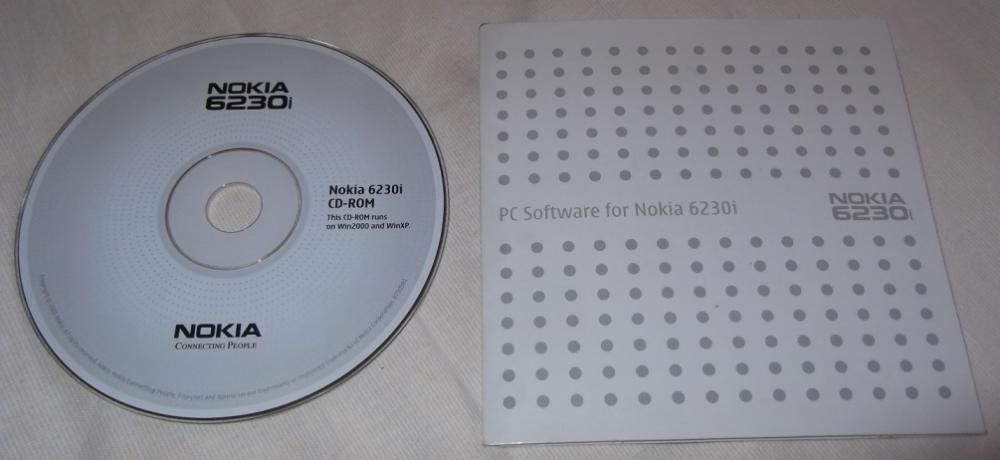 NOKIA
6230i
Nokia 6230i
CD-ROM
This CD-ROM runs
on Win2000 and WinXP.
NOKIA
CONNECTING PEOPLE
PC Software for Nokia 6230i
NOKIA
6230i